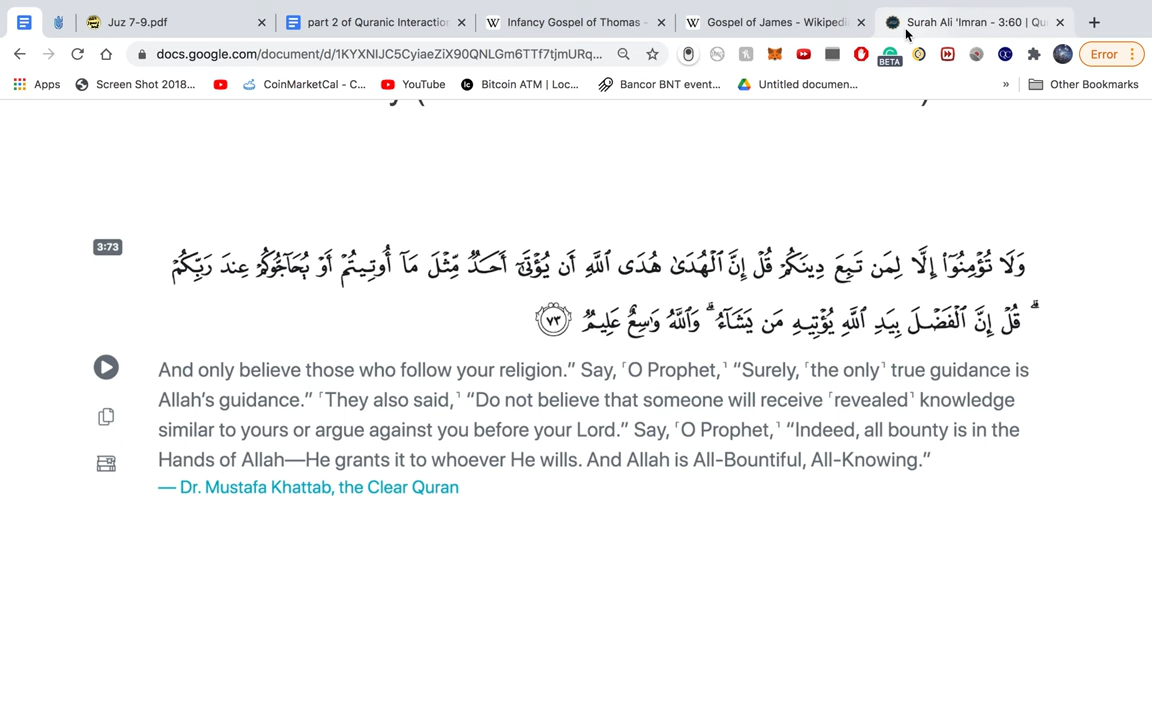 Juz 7-9.pdf
part 2 of Quranic Interaction
Infancy Gospel of Thomas -
Gospel of James - Wikipedi
Surah Ali 'Imran - 3:60 | Qu
docs.google.com/document/d/1KYXNIJC5CyiaeZiX90QNLGm6TTf7tjmURq...
BETA
Error
Apps
Screen Shot 2018...
CoinMarketCal - C...
YouTube
Bitcoin ATM | Loc...
Bancor BNT event...
Untitled documen...
»
Other Bookmarks
3:73
وَلَا تُؤْمِنُوٓا۟ إِلَّا لِمَن تَبِعَ دِينَكُمْ قُلْ إِنَّ ٱلْهُدَىٰ هُدَى ٱللَّهِ أَن يُؤْتَىٰٓ أَحَدٌ مِّثْلَ مَآ أُوتِيتُمْ أَوْ يُحَآجُّوكُمْ عِندَ رَبِّكُمْ
ۗ قُلْ إِنَّ ٱلْفَضْلَ بِيَدِ ٱللَّهِ يُؤْتِيهِ مَن يَشَآءُ ۗ وَٱللَّهُ وَٰسِعٌ عَلِيمٌ ٧٣
And only believe those who follow your religion.” Say, ˹O Prophet,˺ “Surely, ˹the only˺ true guidance is
Allah’s guidance.” ˹They also said,˺ “Do not believe that someone will receive ˹revealed˺ knowledge
similar to yours or argue against you before your Lord.” Say, ˹O Prophet,˺ “Indeed, all bounty is in the
Hands of Allah—He grants it to whoever He wills. And Allah is All-Bountiful, All-Knowing.”
— Dr. Mustafa Khattab, the Clear Quran